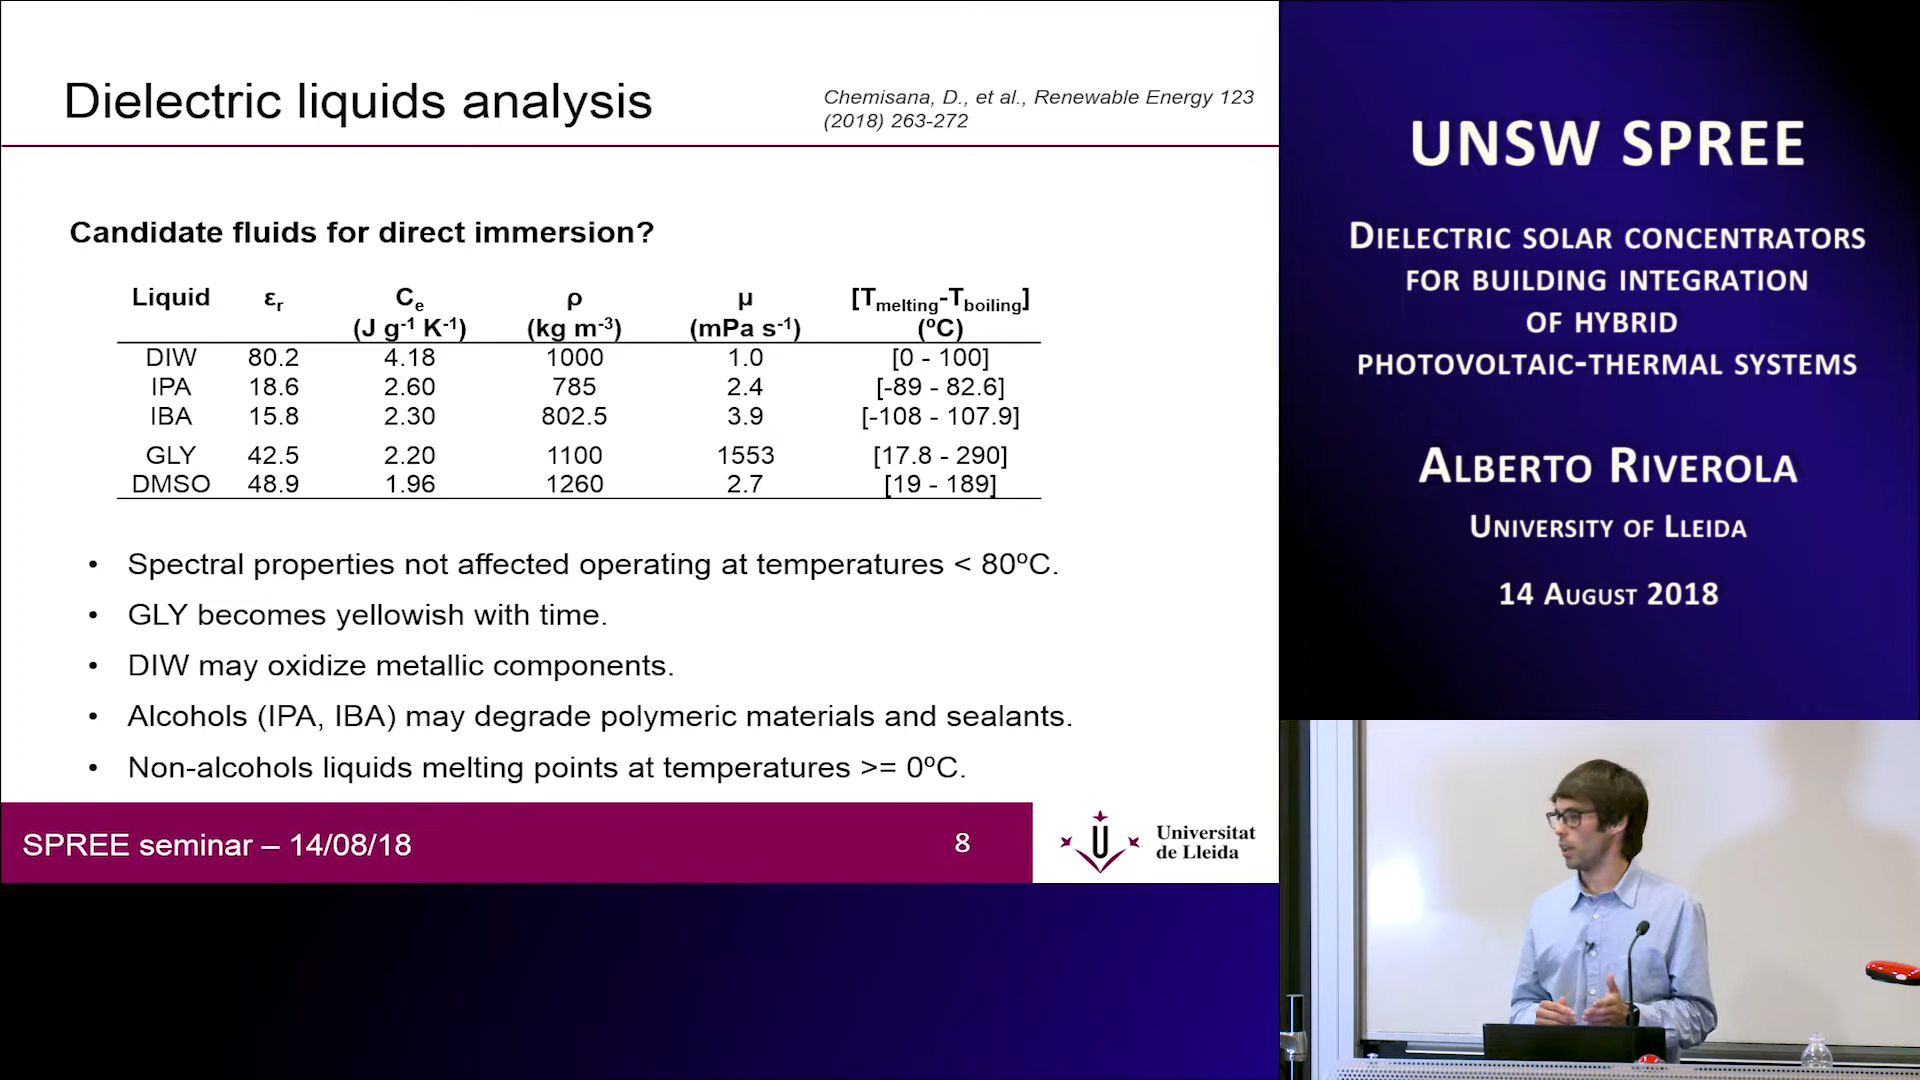 Dielectric liquids analysis
Chemisana, D., et al., Renewable Energy 123
(2018) 263-272
Candidate fluids for direct immersion?
Liquid εr Ce ρ μ [Tmelting-Tboiling]
(J g-1 K-1) (kg m-3) (mPa s-1) (ºC)
DIW 80.2 4.18 1000 1.0 [0 - 100]
IPA 18.6 2.60 785 2.4 [-89 - 82.6]
IBA 15.8 2.30 802.5 3.9 [-108 - 107.9]
GLY 42.5 2.20 1100 1553 [17.8 - 290]
DMSO 48.9 1.96 1260 2.7 [19 - 189]
• Spectral properties not affected operating at temperatures < 80ºC.
• GLY becomes yellowish with time.
• DIW may oxidize metallic components.
• Alcohols (IPA, IBA) may degrade polymeric materials and sealants.
• Non-alcohols liquids melting points at temperatures >= 0ºC.
SPREE seminar – 14/08/18
8
Universitat
de Lleida
UNSW SPREE
Dielectric solar concentrators
for building integration
of hybrid
photovoltaic-thermal systems
Alberto Riverola
University of Lleida
14 August 2018